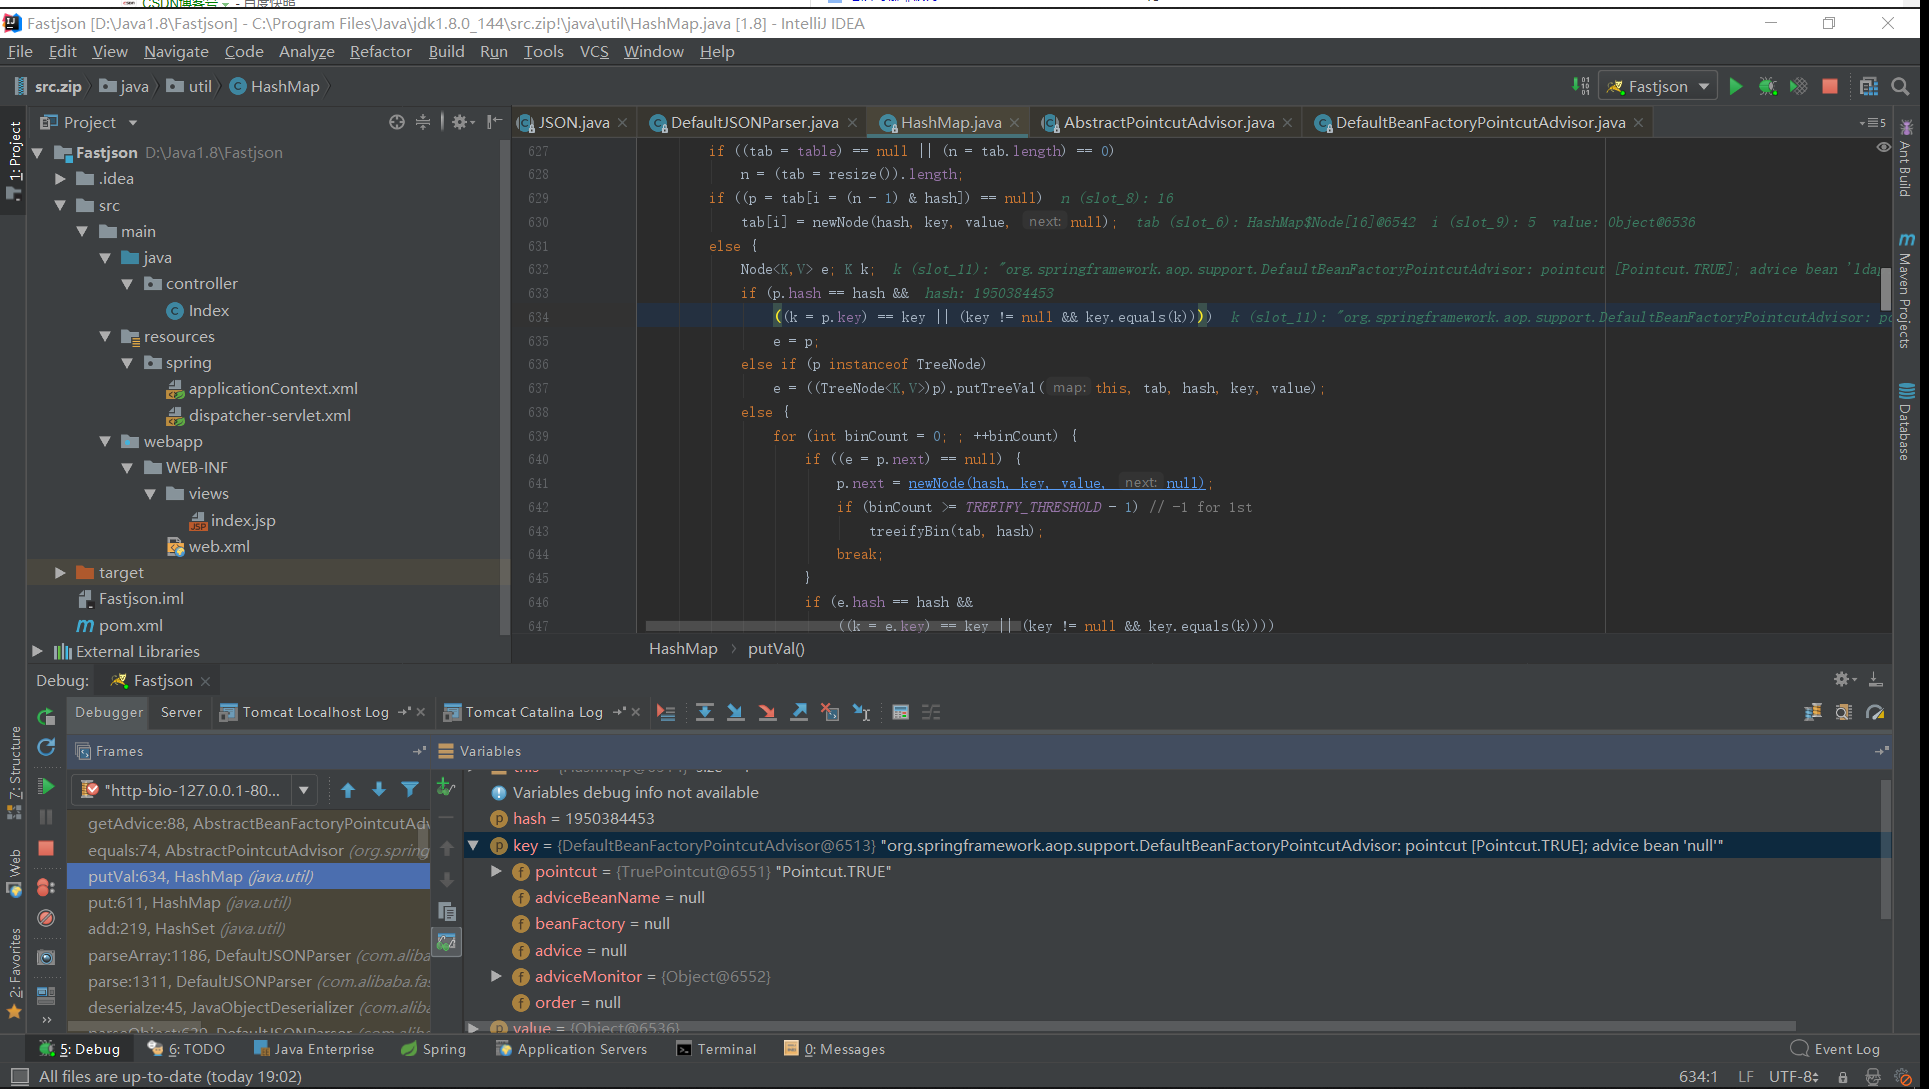 CSDN博客号 - 百度快照
Fastjson [D:\Java1.8\Fastjson] - C:\Program Files\Java\jdk1.8.0_144\src.zip!\java\util\HashMap.java [1.8] - IntelliJ IDEA
File Edit View Navigate Code Analyze Refactor Build Run Tools VCS Window Help
src.zip java util HashMap Fastjson
1: Project
Project
Fastjson D:\Java1.8\Fastjson
.idea
src
main
java
controller
Index
resources
spring
applicationContext.xml
dispatcher-servlet.xml
webapp
WEB-INF
views
index.jsp
web.xml
target
Fastjson.iml
pom.xml
External Libraries
JSON.java DefaultJSONParser.java HashMap.java AbstractPointcutAdvisor.java DefaultBeanFactoryPointcutAdvisor.java 5
627 if ((tab = table) == null || (n = tab.length) == 0)
628 n = (tab = resize()).length;
629 if ((p = tab[i = (n - 1) & hash]) == null) n (slot_8): 16
630 tab[i] = newNode(hash, key, value, next: null); tab (slot_6): HashMap$Node[16]@6542 i (slot_9): 5 value: Object@6536
631 else {
632 Node<K,V> e; K k; k (slot_11): "org.springframework.aop.support.DefaultBeanFactoryPointcutAdvisor: pointcut [Pointcut.TRUE]; advice bean 'ldap
633 if (p.hash == hash && hash: 1950384453
634 ((k = p.key) == key || (key != null && key.equals(k)))) k (slot_11): "org.springframework.aop.support.DefaultBeanFactoryPointcutAdvisor: po
635 e = p;
636 else if (p instanceof TreeNode)
637 e = ((TreeNode<K,V>)p).putTreeVal( map: this, tab, hash, key, value);
638 else {
639 for (int binCount = 0; ; ++binCount) {
640 if ((e = p.next) == null) {
641 p.next = newNode(hash, key, value, next: null);
642 if (binCount >= TREEIFY_THRESHOLD - 1) // -1 for 1st
643 treeifyBin(tab, hash);
644 break;
645 }
646 if (e.hash == hash &&
647 ((k = e.key) == key || (key != null && key.equals(k))))
HashMap putVal()
Ant Build
Maven Projects
Database
Debug: Fastjson
Debugger Server Tomcat Localhost Log Tomcat Catalina Log
7: Structure
Web
2: Favorites
Frames
"http-bio-127.0.0.1-80...
getAdvice:88, AbstractBeanFactoryPointcutAdv
equals:74, AbstractPointcutAdvisor (org.spring
putVal:634, HashMap (java.util)
put:611, HashMap (java.util)
add:219, HashSet (java.util)
parseArray:1186, DefaultJSONParser (com.aliba
parse:1311, DefaultJSONParser (com.alibaba.fas
deserialze:45, JavaObjectDeserializer (com.aliba
Variables
Variables debug info not available
hash = 1950384453
key = {DefaultBeanFactoryPointcutAdvisor@6513} "org.springframework.aop.support.DefaultBeanFactoryPointcutAdvisor: pointcut [Pointcut.TRUE]; advice bean 'null'"
pointcut = {TruePointcut@6551} "Pointcut.TRUE"
adviceBeanName = null
beanFactory = null
advice = null
adviceMonitor = {Object@6552}
order = null
value = {Object@6536}
5: Debug 6: TODO Java Enterprise Spring Application Servers Terminal 0: Messages Event Log
All files are up-to-date (today 19:02) 634:1 LF UTF-8